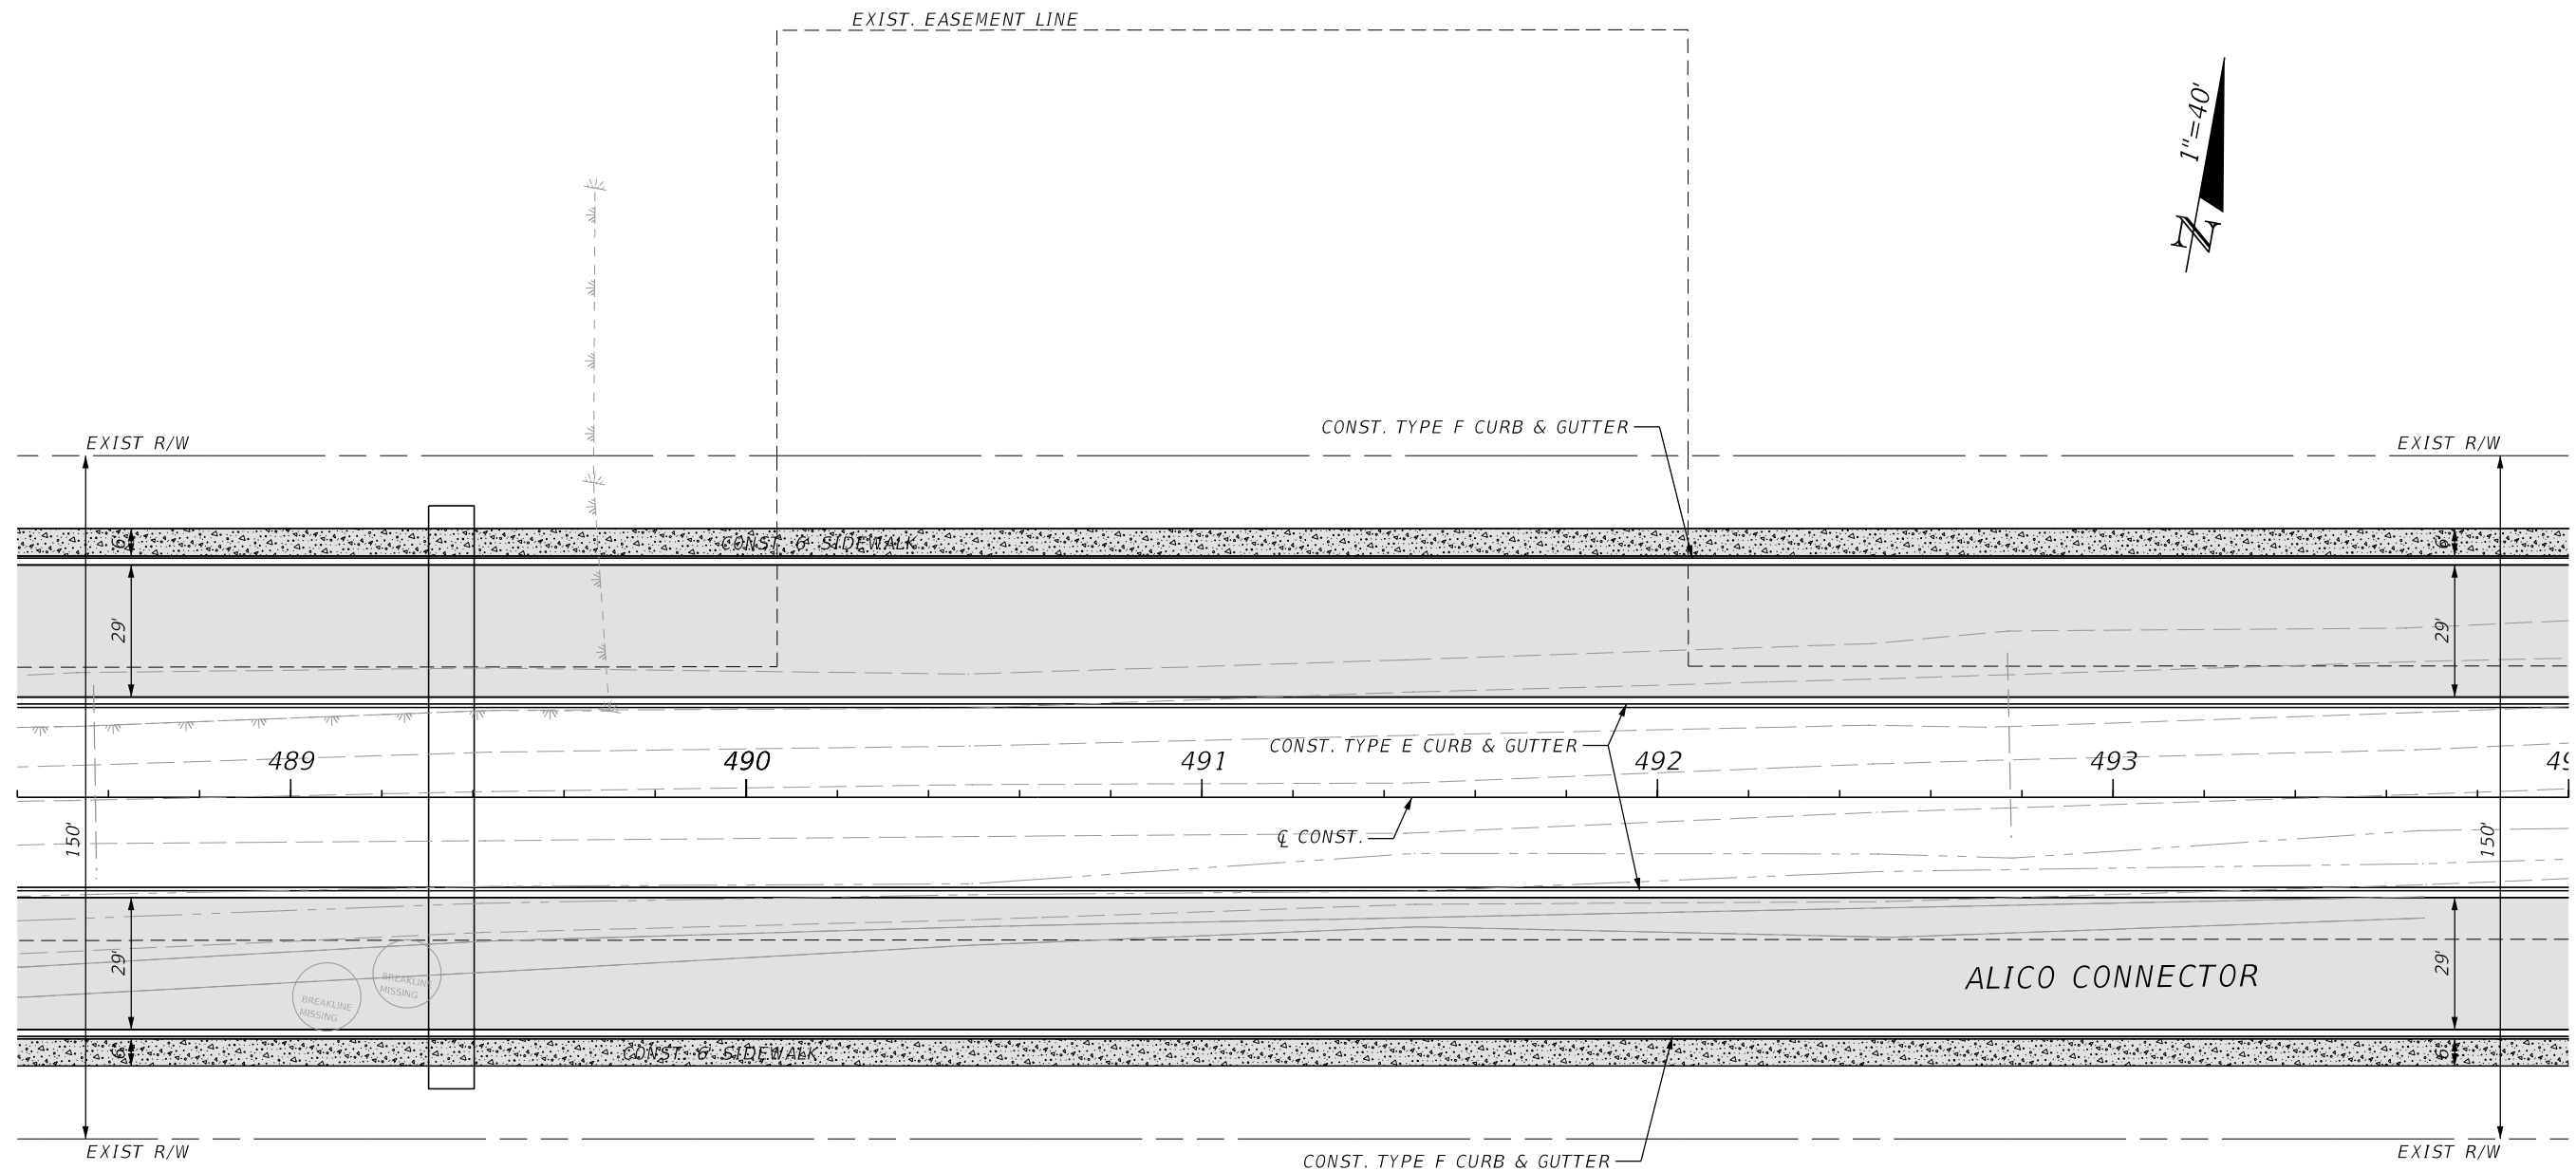 EXIST. EASEMENT LINE
1"=40'
N
CONST. TYPE F CURB & GUTTER
EXIST R/W
EXIST R/W
6'
CONST. 6' SIDEWALK
6'
29'
29'
CONST. TYPE E CURB & GUTTER
489
490
491
492
493
49
150'
℄ CONST.
150'
29'
BREAKLINE
MISSING
BREAKLINE
MISSING
29'
ALICO CONNECTOR
6'
CONST. 6' SIDEWALK
6'
EXIST R/W
CONST. TYPE F CURB & GUTTER
EXIST R/W